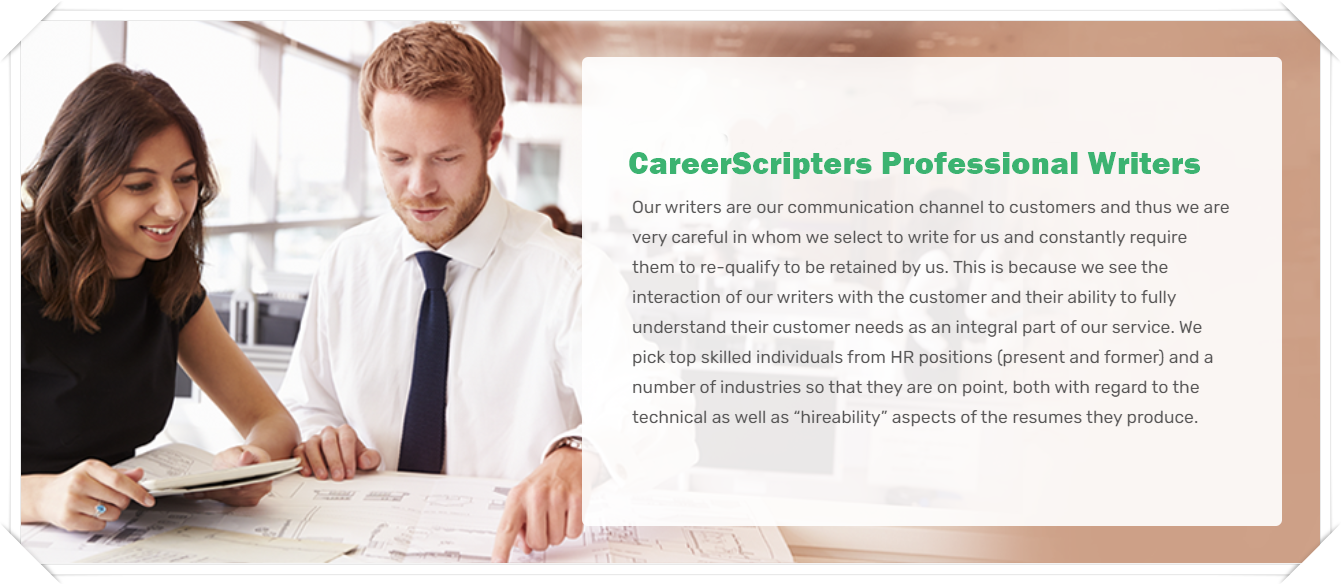 CareerScripters Professional Writers
Our writers are our communication channel to customers and thus we are
very careful in whom we select to write for us and constantly require
them to re-qualify to be retained by us. This is because we see the
interaction of our writers with the customer and their ability to fully
understand their customer needs as an integral part of our service. We
pick top skilled individuals from HR positions (present and former) and a
number of industries so that they are on point, both with regard to the
technical as well as “hireability” aspects of the resumes they produce.